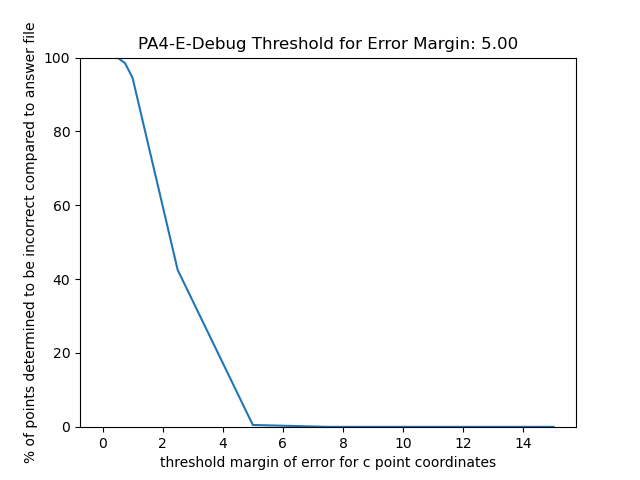 PA4-E-Debug Threshold for Error Margin: 5.00
% of points determined to be incorrect compared to answer file
100
80
60
40
20
0
0 2 4 6 8 10 12 14
threshold margin of error for c point coordinates